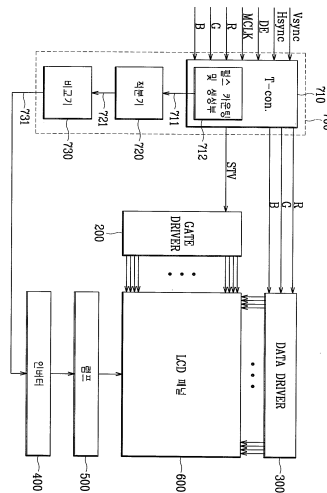 Vsync
Hsync
DE
MCLK
R
G
B
T-con.
710
펄스 카운팅
및 생성부
712
711
적분기
720
721
비교기
730
731
R
G
B
STV
GATE
DRIVER
200
DATA DRIVER
300
LCD 패널
600
램프
500
인버터
400